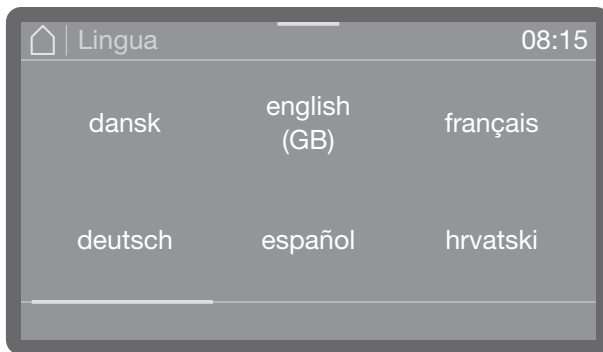 Lingua
08:15
dansk
english
(GB)
français
deutsch
español
hrvatski